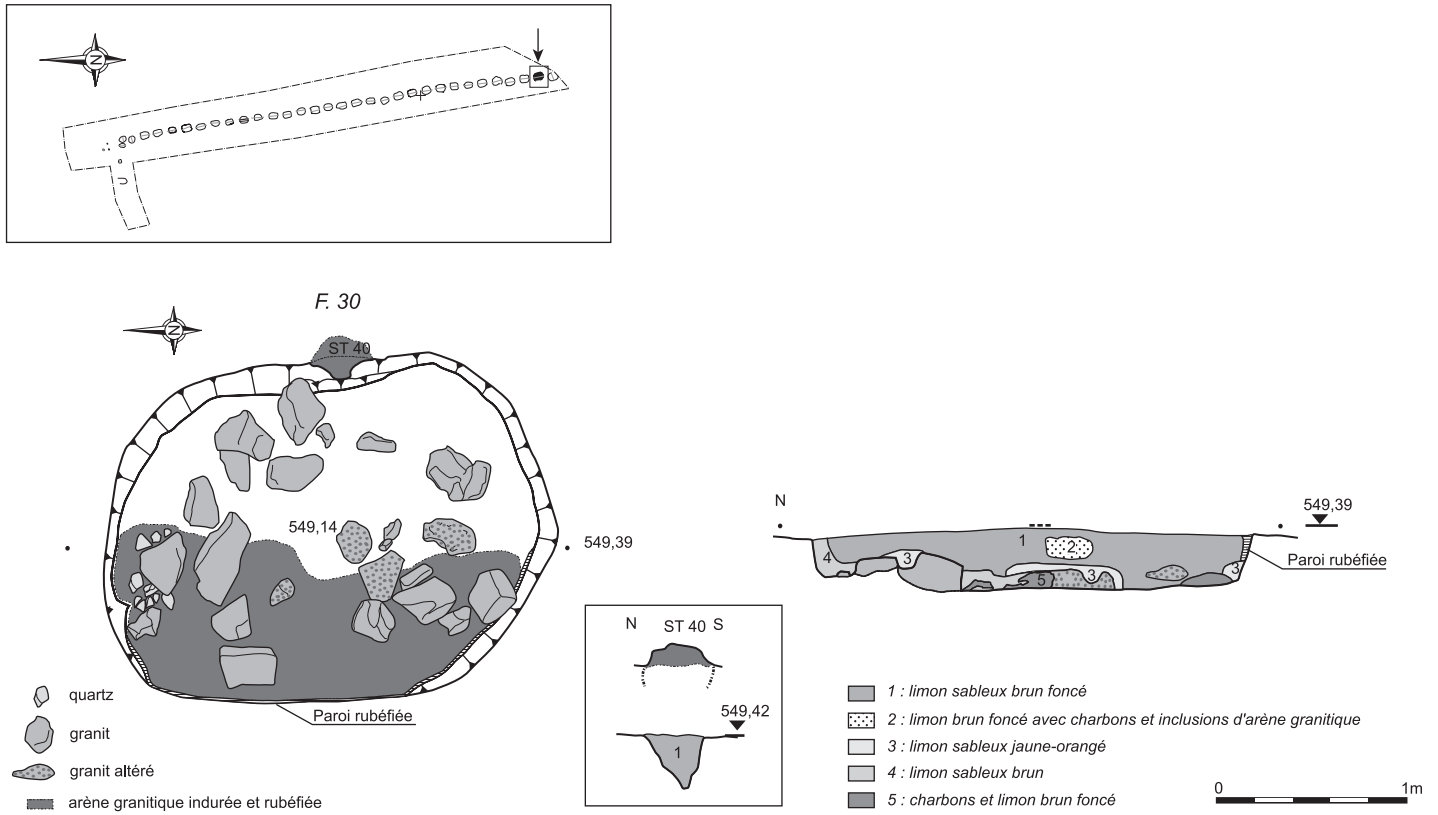 N
F. 30
N
ST 40
549,14
549,39
Paroi rubéfiée
quartz
granit
granit altéré
arène granitique indurée et rubéfiée
N ST 40 S
549,42
1
N
549,39
1
2
3
4
5
3
3
Paroi rubéfiée
1 : limon sableux brun foncé
2 : limon brun foncé avec charbons et inclusions d'arène granitique
3 : limon sableux jaune-orangé
4 : limon sableux brun
5 : charbons et limon brun foncé
0 1m